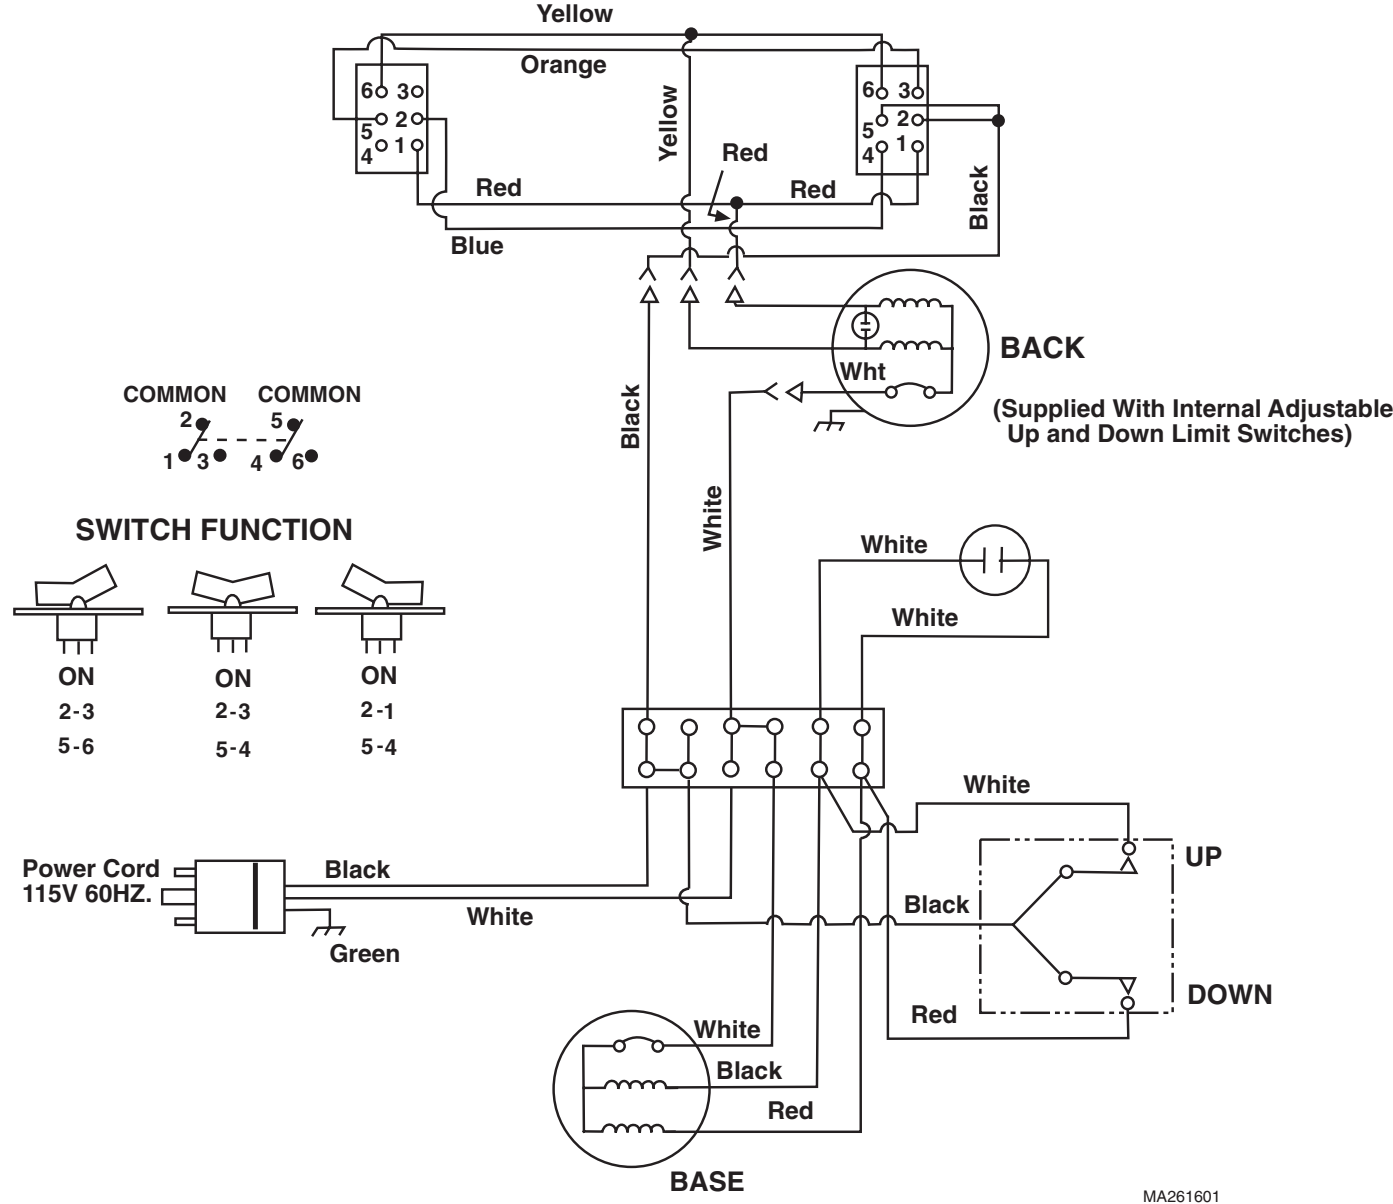 Yellow
Orange
6 3
5 2
4 1
6 3
5 2
4 1
Yellow
Red
Red
Red
Black
Blue
BACK
Wht
(Supplied With Internal Adjustable
Up and Down Limit Switches)
COMMON COMMON
2 5
1 3 4 6
Black
White
SWITCH FUNCTION
ON ON ON
2-3 2-3 2-1
5-6 5-4 5-4
White
White
White
Power Cord
115V 60HZ.
Black
White
Green
UP
Black
DOWN
Red
White
Black
Red
BASE
MA261601